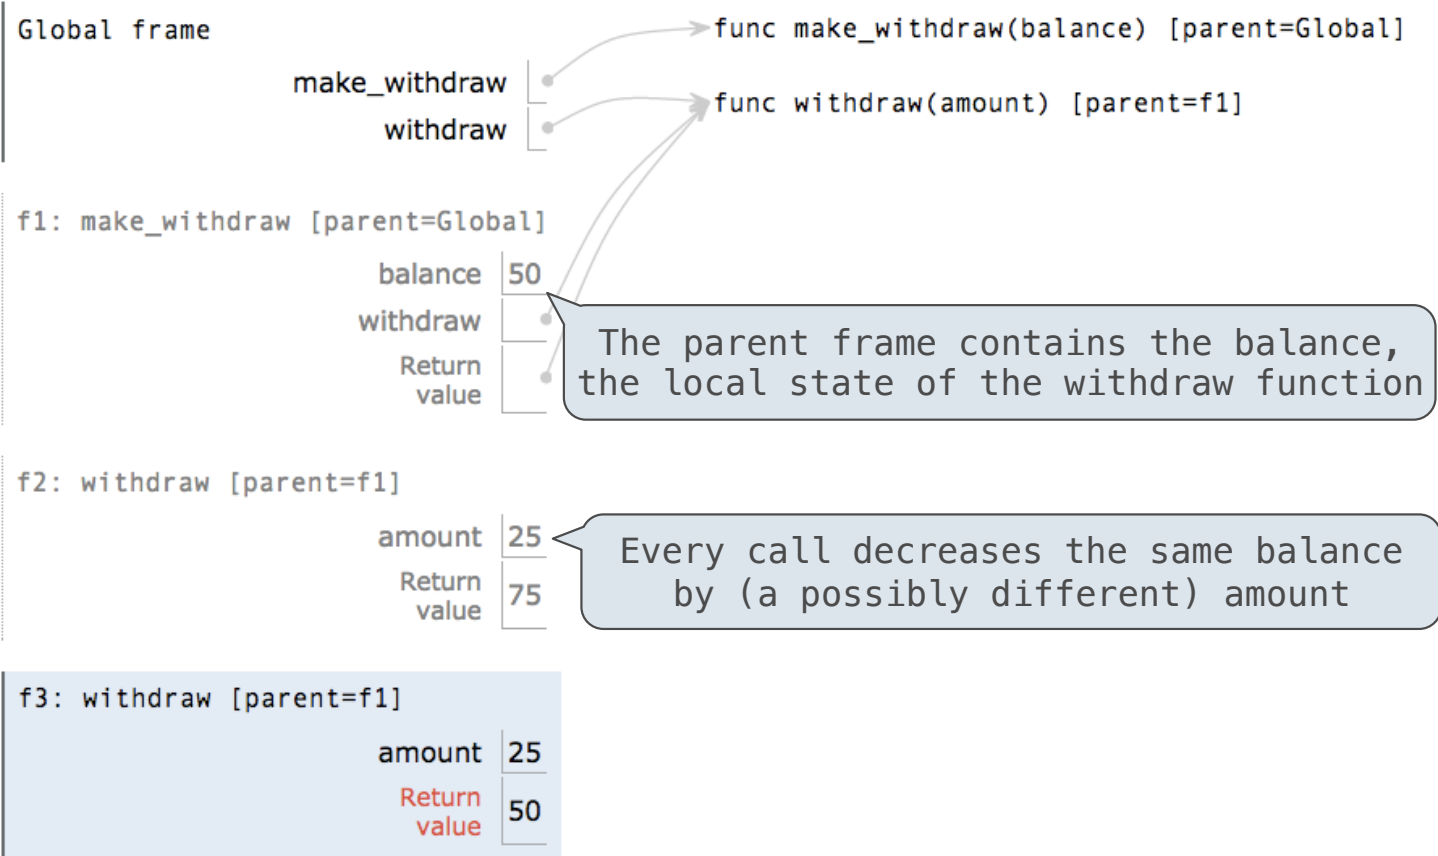 Global frame
make_withdraw
withdraw
func make_withdraw(balance) [parent=Global]
func withdraw(amount) [parent=f1]
f1: make_withdraw [parent=Global]
balance 50
withdraw
Return
value
The parent frame contains the balance,
the local state of the withdraw function
f2: withdraw [parent=f1]
amount 25
Return
value 75
Every call decreases the same balance
by (a possibly different) amount
f3: withdraw [parent=f1]
amount 25
Return
value 50